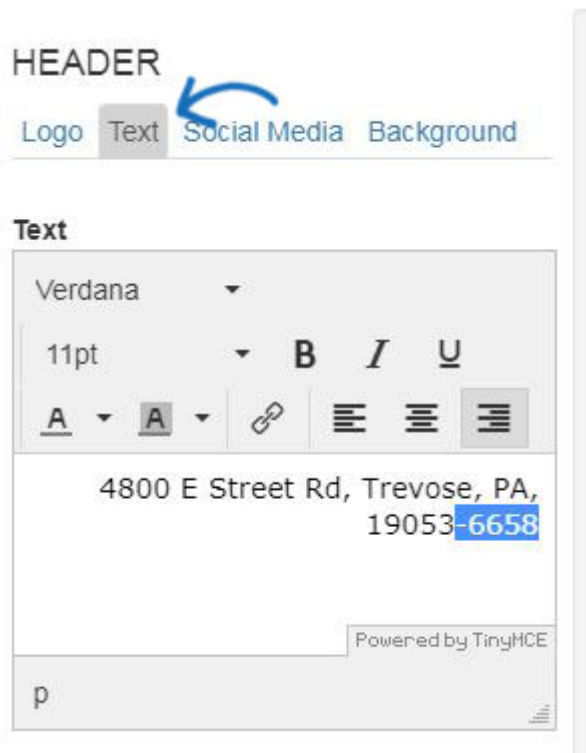 HEADER
Logo Text Social Media Background
Text
Verdana
11pt B I U
A A
4800 E Street Rd, Trevose, PA,
19053-6658
Powered by TinyMCE
p